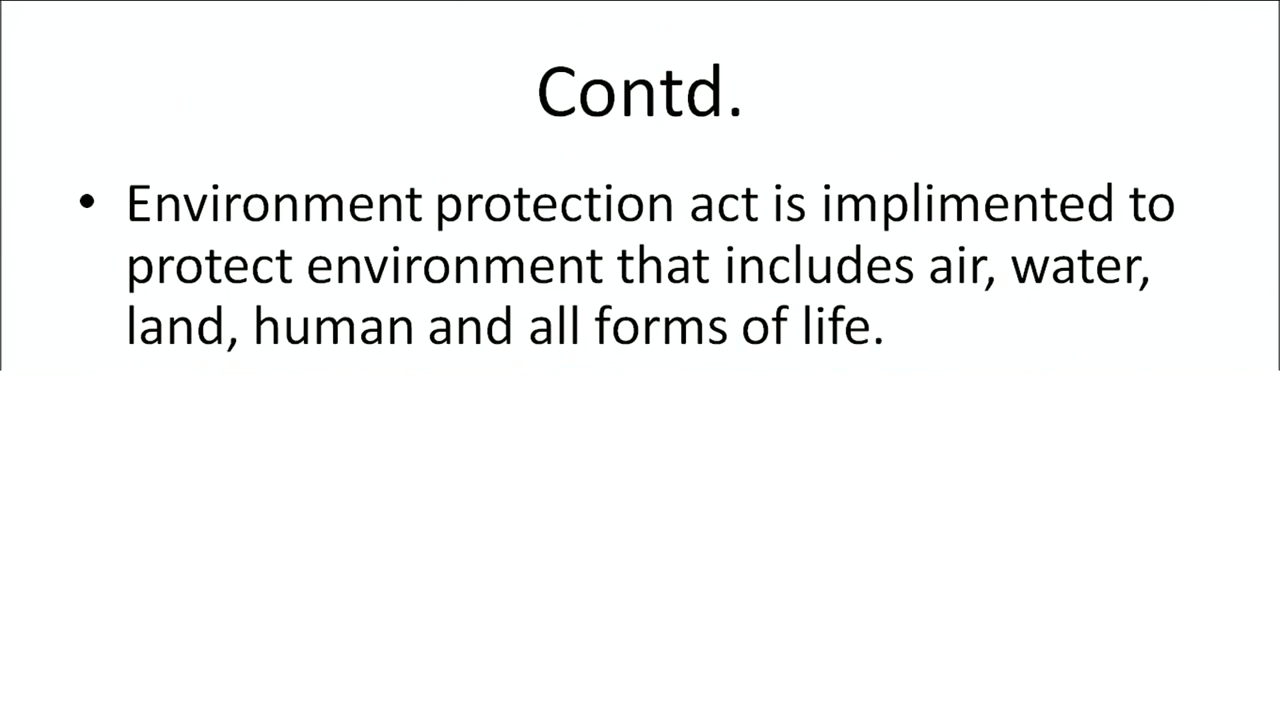 Contd.
• Environment protection act is implimented to
protect environment that includes air, water,
land, human and all forms of life.